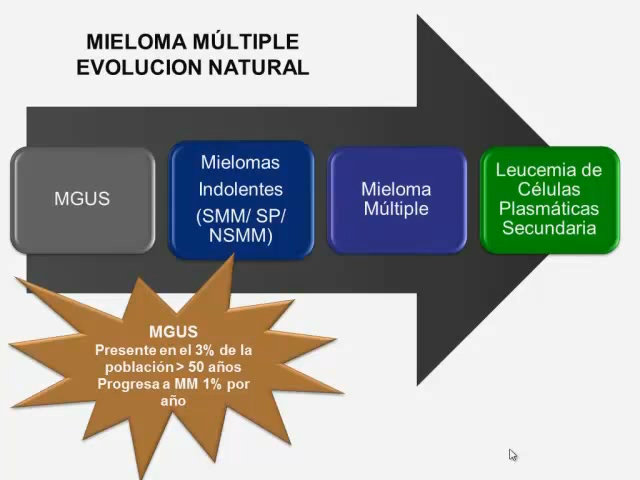 MIELOMA MÚLTIPLE
EVOLUCION NATURAL
MGUS
Mielomas
Indolentes
(SMM/ SP/
NSMM)
Mieloma
Múltiple
Leucemia de
Células
Plasmáticas
Secundaria
MGUS
Presente en el 3% de la
población > 50 años
Progresa a MM 1% por
año